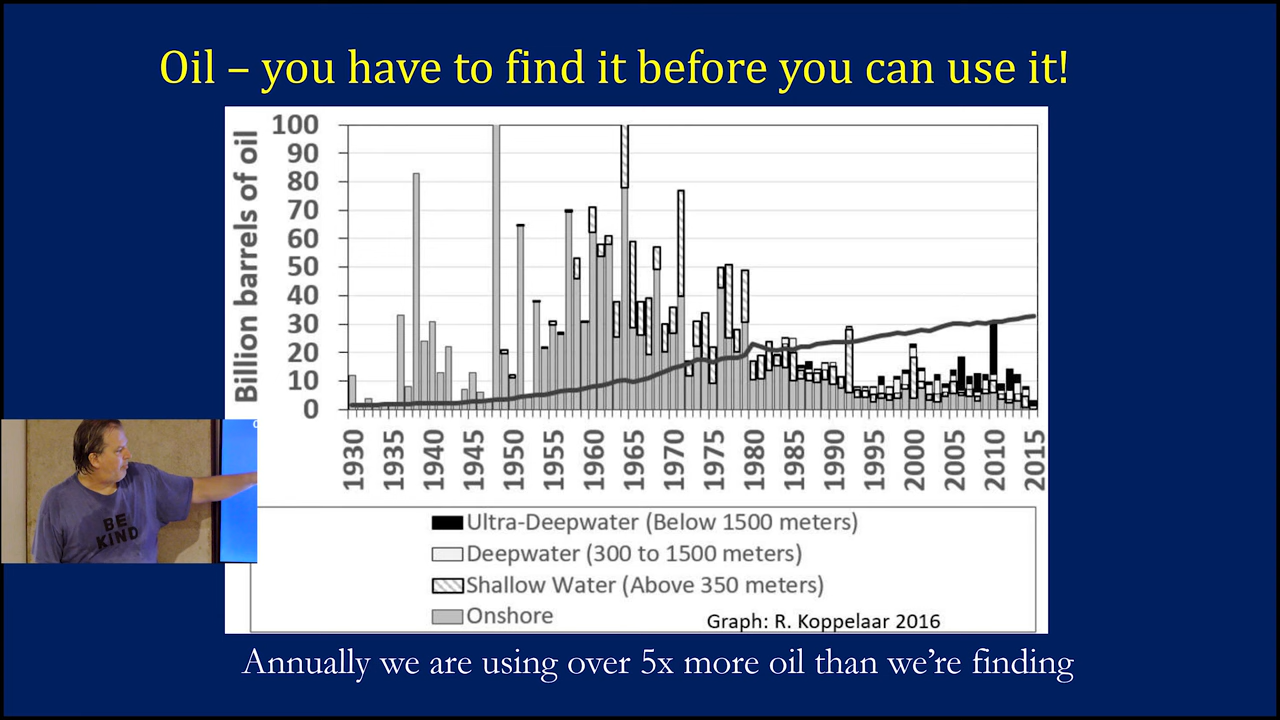 Oil – you have to find it before you can use it!
Billion barrels of oil
100
90
80
70
60
50
40
30
20
10
0
1930
1935
1940
1945
1950
1955
1960
1965
1970
1975
1980
1985
1990
1995
2000
2005
2010
2015
BE
KIND
Ultra-Deepwater (Below 1500 meters)
Deepwater (300 to 1500 meters)
Shallow Water (Above 350 meters)
Onshore
Graph: R. Koppelaar 2016
Annually we are using over 5x more oil than we're finding